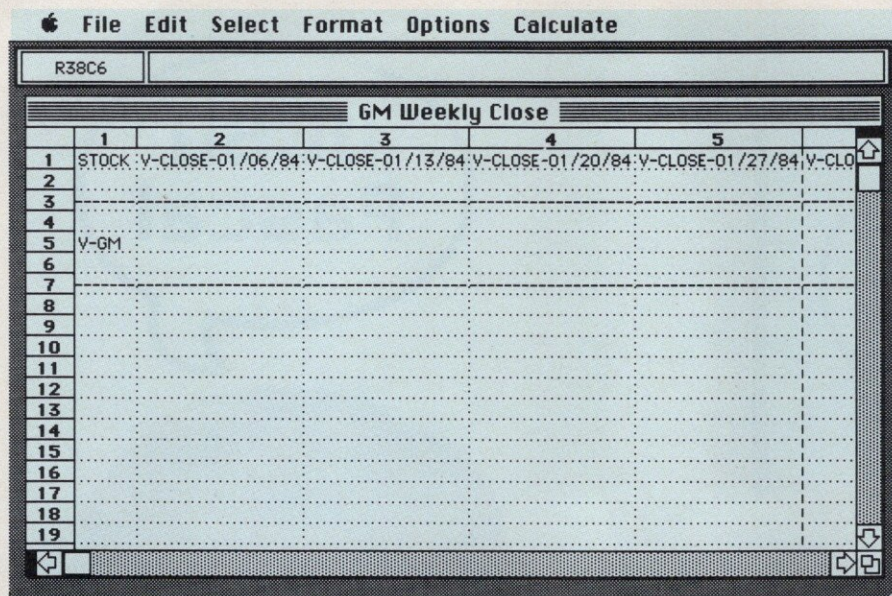 File Edit Select Format Options Calculate
R38C6
GM Weekly Close
1 2 3 4 5
1 STOCK V-CLOSE-01/06/84 V-CLOSE-01/13/84 V-CLOSE-01/20/84 V-CLOSE-01/27/84 V-CLO
2
3
4
5 V-GM
6
7
8
9
10
11
12
13
14
15
16
17
18
19